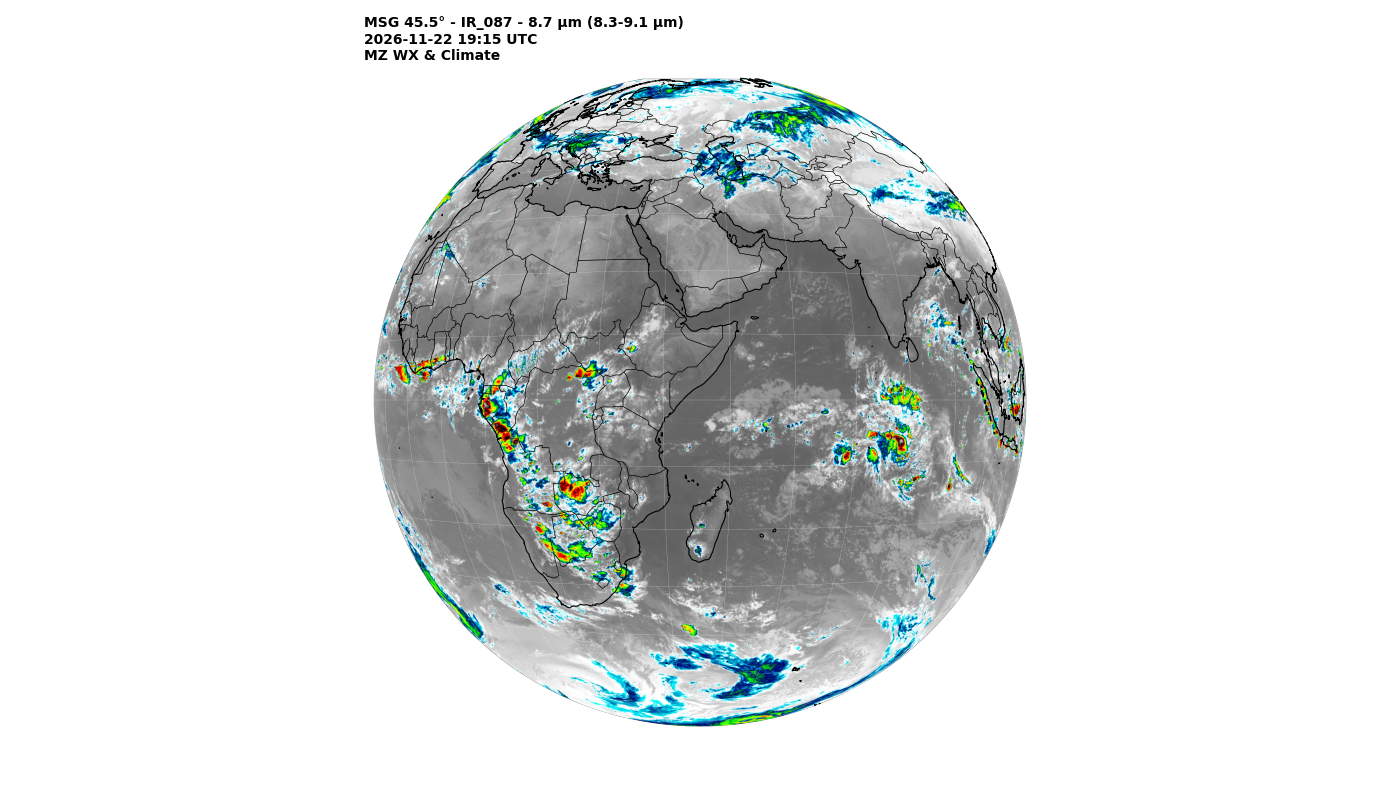 MSG 45.5° - IR_087 - 8.7 µm (8.3-9.1 µm)
2026-11-22 19:15 UTC
MZ WX & Climate